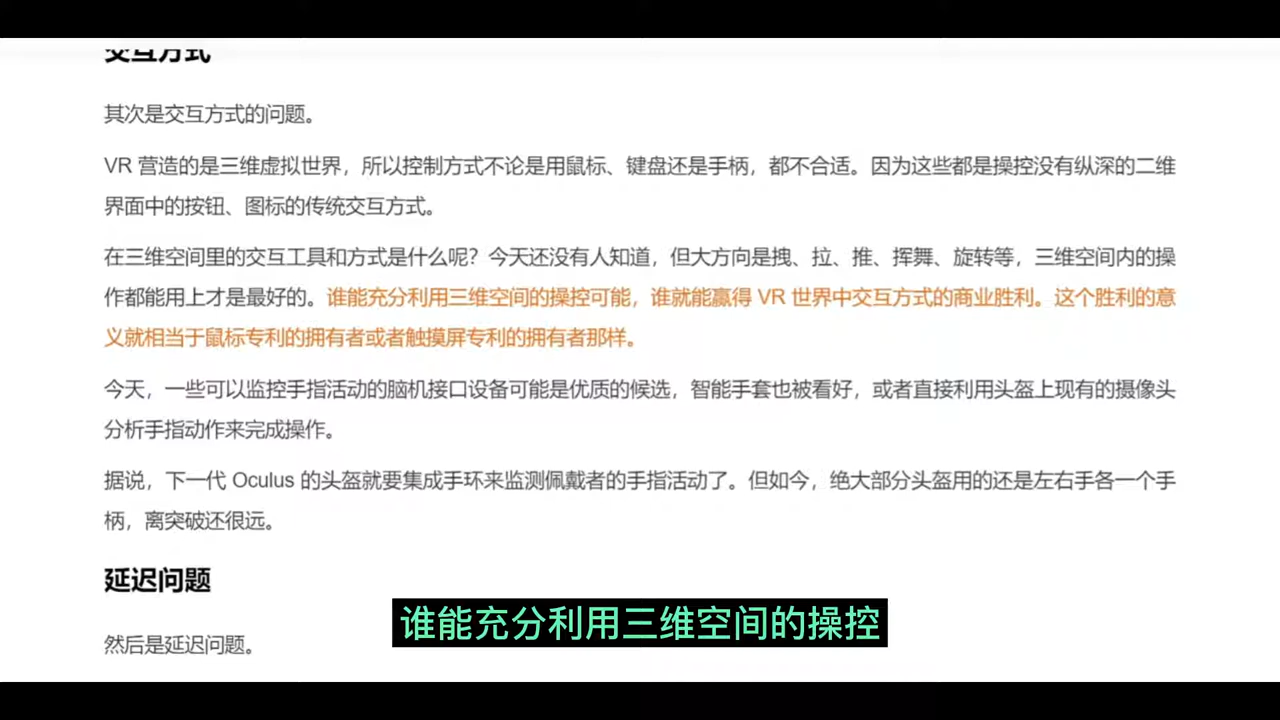 交互方式
其次是交互方式的问题。
VR 营造的是三维虚拟世界，所以控制方式不论是用鼠标、键盘还是手柄，都不合适。因为这些都是操控没有纵深的二维
界面中的按钮、图标的传统交互方式。
在三维空间里的交互工具和方式是什么呢？今天还没有人知道，但大方向是拽、拉、推、挥舞、旋转等，三维空间内的操
作都能用上才是最好的。谁能充分利用三维空间的操控可能，谁就能赢得 VR 世界中交互方式的商业胜利。这个胜利的意
义就相当于鼠标专利的拥有者或者触摸屏专利的拥有者那样。
今天，一些可以监控手指活动的脑机接口设备可能是优质的候选，智能手套也被看好，或者直接利用头盔上现有的摄像头
分析手指动作来完成操作。
据说，下一代 Oculus 的头盔就要集成手环来监测佩戴者的手指活动了。但如今，绝大部分头盔用的还是左右手各一个手
柄，离突破还很远。
延迟问题
谁能充分利用三维空间的操控
然后是延迟问题。